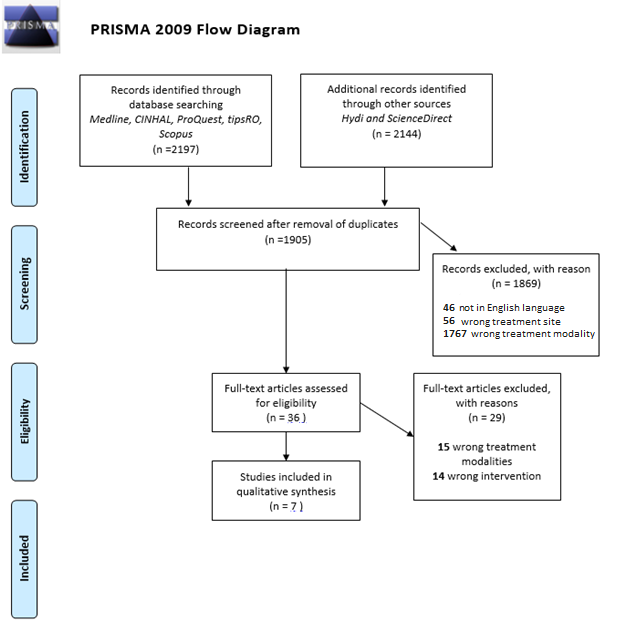 PRISMA
PRISMA 2009 Flow Diagram
Identification
Records identified through
database searching
Medline, CINHAL, ProQuest, tipsRO,
Scopus
(n =2197)
Additional records identified
through other sources
Hydi and ScienceDirect
(n = 2144)
Records screened after removal of duplicates
(n =1905)
Screening
Records excluded, with reason
(n = 1869)
46 not in English language
56 wrong treatment site
1767 wrong treatment modality
Eligibility
Full-text articles assessed
for eligibility
(n = 36 )
Full-text articles excluded,
with reasons
(n = 29)
15 wrong treatment
modalities
14 wrong intervention
Studies included in
qualitative synthesis
(n = 7 )
Included